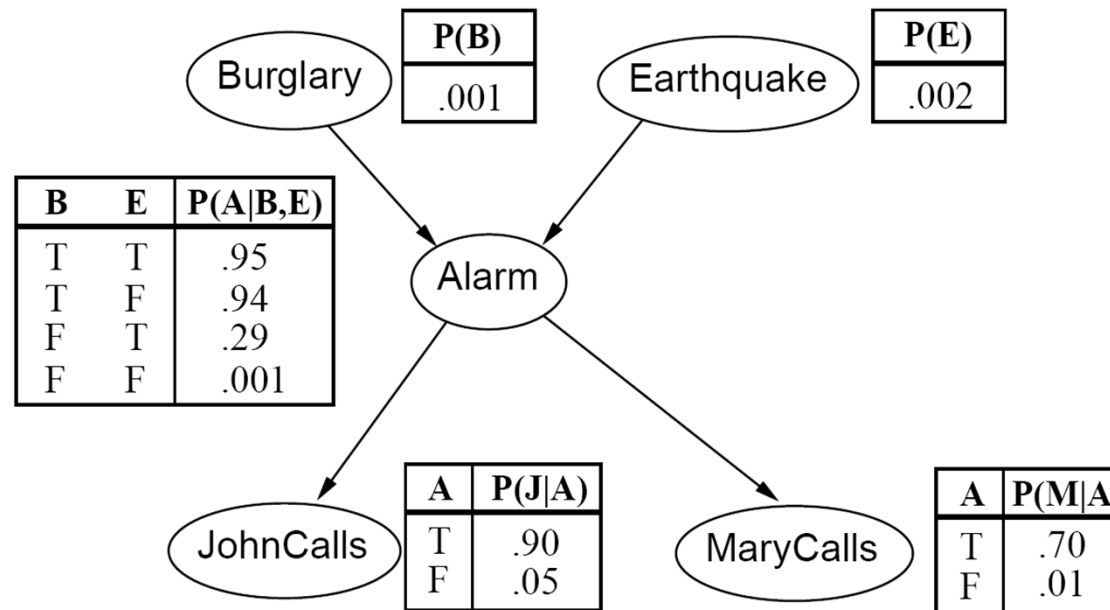 Burglary
P(B)
.001
Earthquake
P(E)
.002
B E P(A|B,E)
T T .95
T F .94
F T .29
F F .001
Alarm
JohnCalls
A P(J|A)
T .90
F .05
MaryCalls
A P(M|A
T .70
F .01